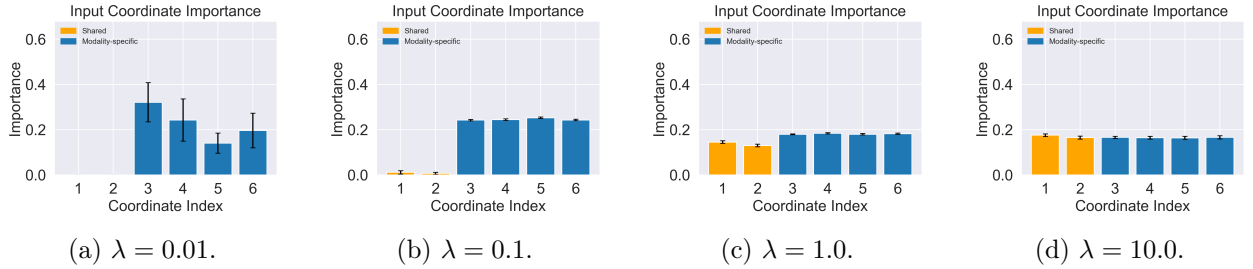 Input Coordinate Importance
Importance
0.6
0.4
0.2
0.0
Shared
Modality-specific
1 2 3 4 5 6
Coordinate Index
(a) λ = 0.01.
Input Coordinate Importance
Importance
0.6
0.4
0.2
0.0
Shared
Modality-specific
1 2 3 4 5 6
Coordinate Index
(b) λ = 0.1.
Input Coordinate Importance
Importance
0.6
0.4
0.2
0.0
Shared
Modality-specific
1 2 3 4 5 6
Coordinate Index
(c) λ = 1.0.
Input Coordinate Importance
Importance
0.6
0.4
0.2
0.0
Shared
Modality-specific
1 2 3 4 5 6
Coordinate Index
(d) λ = 10.0.